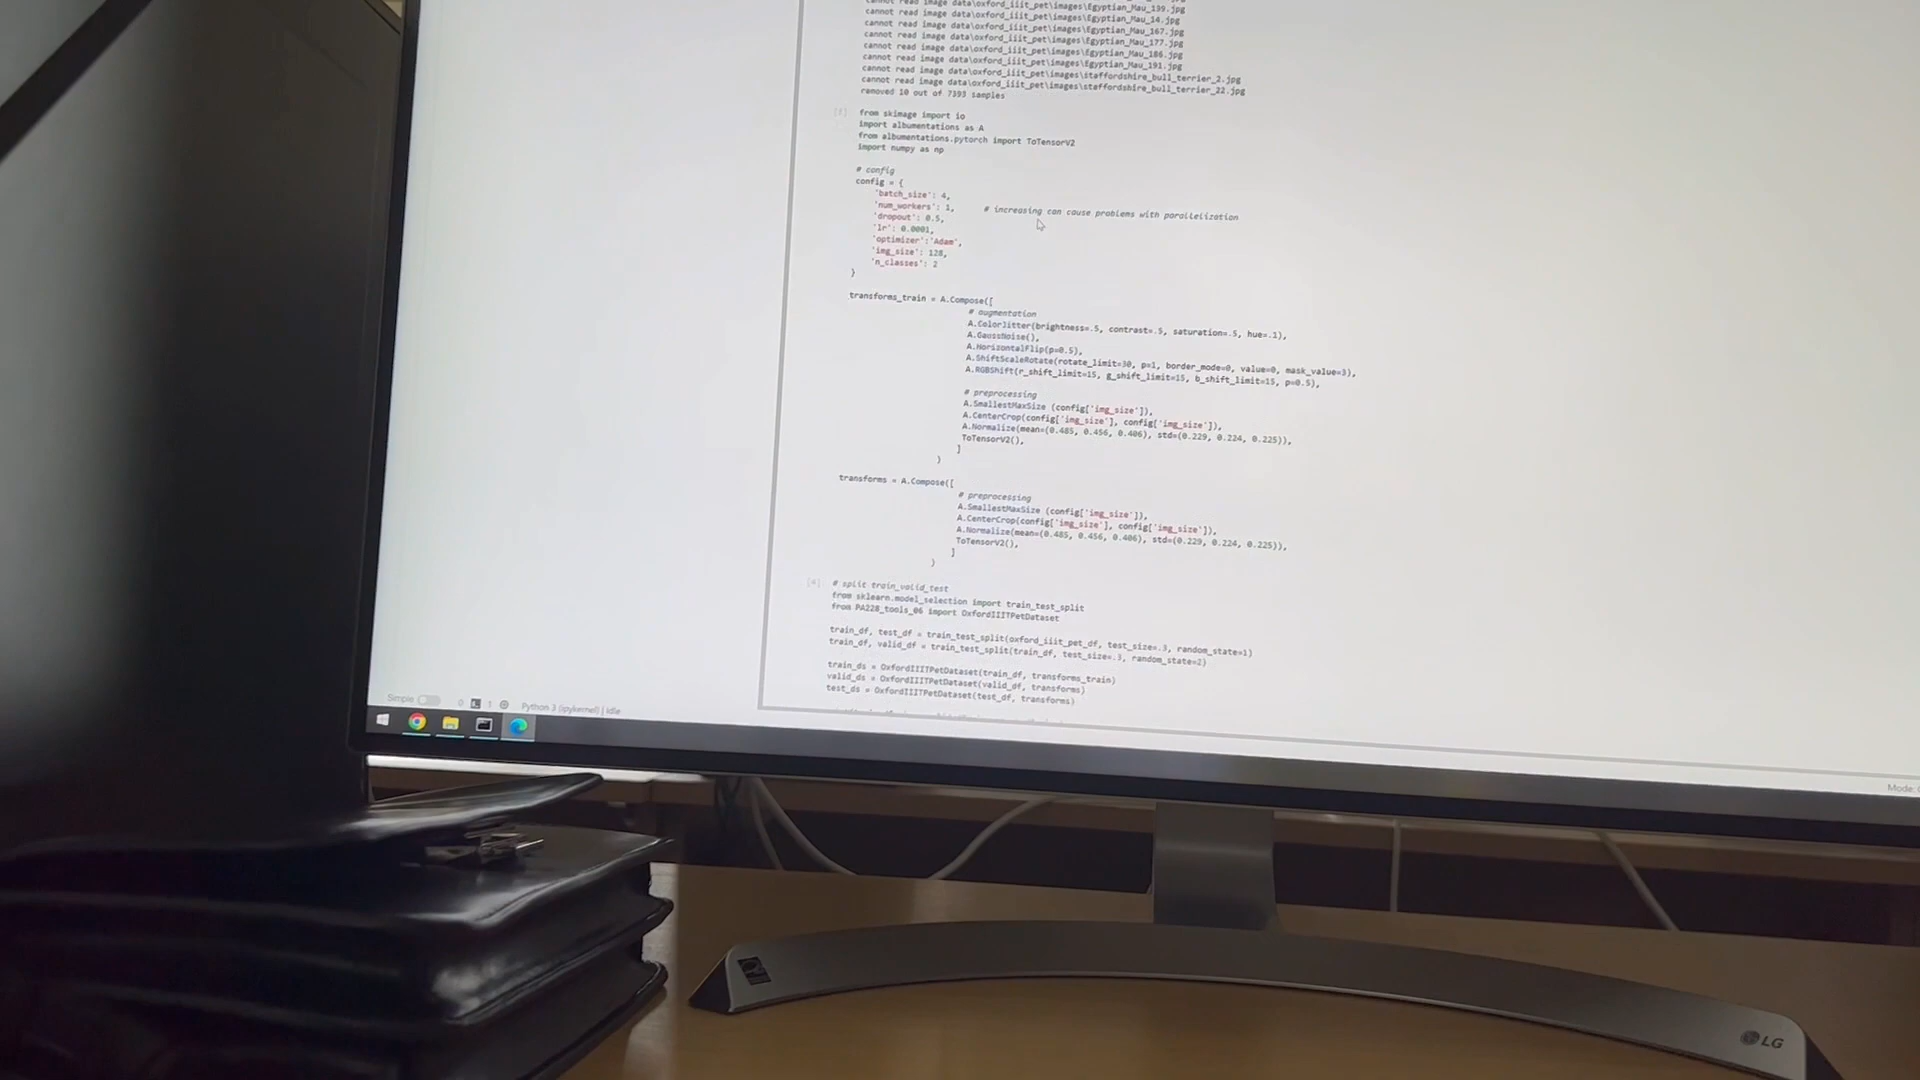 cannot read image data\oxford_iiit_pet\images\Egyptian_Mau_139.jpg
cannot read image data\oxford_iiit_pet\images\Egyptian_Mau_14.jpg
cannot read image data\oxford_iiit_pet\images\Egyptian_Mau_167.jpg
cannot read image data\oxford_iiit_pet\images\Egyptian_Mau_177.jpg
cannot read image data\oxford_iiit_pet\images\Egyptian_Mau_186.jpg
cannot read image data\oxford_iiit_pet\images\Egyptian_Mau_191.jpg
cannot read image data\oxford_iiit_pet\images\staffordshire_bull_terrier_2.jpg
cannot read image data\oxford_iiit_pet\images\staffordshire_bull_terrier_22.jpg
removed 10 out of 7393 samples
from skimage import io
import albumentations as A
from albumentations.pytorch import ToTensorV2
import numpy as np
# config
config = {
'batch_size': 4,
'num_workers': 1, # increasing can cause problems with parallelization
'dropout': 0.5,
'lr': 0.0001,
'optimizer':'Adam',
'img_size': 128,
'n_classes': 2
}
transforms_train = A.Compose([
# augmentation
A.ColorJitter(brightness=.5, contrast=.5, saturation=.5, hue=.1),
A.GaussNoise(),
A.HorizontalFlip(p=0.5),
A.ShiftScaleRotate(rotate_limit=30, p=1, border_mode=0, value=0, mask_value=3),
A.RGBShift(r_shift_limit=15, g_shift_limit=15, b_shift_limit=15, p=0.5),
# preprocessing
A.SmallestMaxSize (config['img_size']),
A.CenterCrop(config['img_size'], config['img_size']),
A.Normalize(mean=(0.485, 0.456, 0.406), std=(0.229, 0.224, 0.225)),
ToTensorV2(),
]
)
transforms = A.Compose([
# preprocessing
A.SmallestMaxSize (config['img_size']),
A.CenterCrop(config['img_size'], config['img_size']),
A.Normalize(mean=(0.485, 0.456, 0.406), std=(0.229, 0.224, 0.225)),
ToTensorV2(),
]
)
[4] # split train_valid_test
from sklearn.model_selection import train_test_split
from PA228_tools_06 import OxfordIIITPetDataset
train_df, test_df = train_test_split(oxford_iiit_pet_df, test_size=.3, random_state=1)
train_df, valid_df = train_test_split(train_df, test_size=.3, random_state=2)
train_ds = OxfordIIITPetDataset(train_df, transforms_train)
valid_ds = OxfordIIITPetDataset(valid_df, transforms)
test_ds = OxfordIIITPetDataset(test_df, transforms)
Simple 0 1 Python 3 (ipykernel) | Idle
Mode:
LG